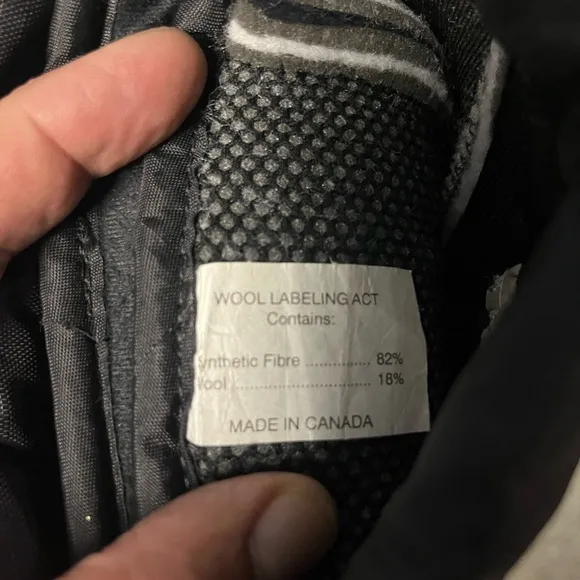 WOOL LABELING ACT
Contains:
Synthetic Fibre ............... 82%
Wool ............................... 18%
MADE IN CANADA